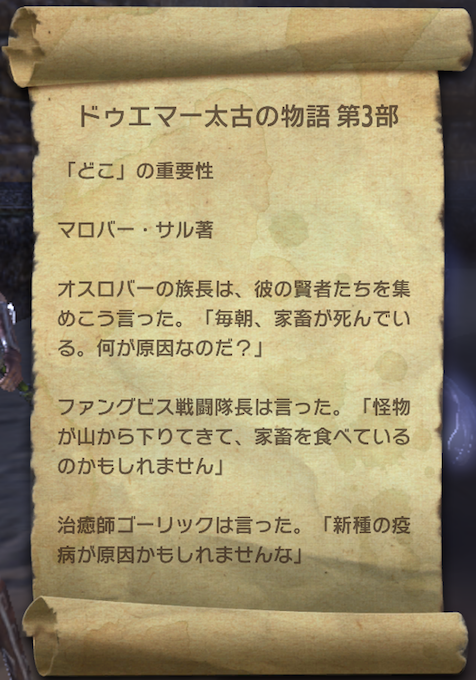 ドゥエマー太古の物語 第3部
「どこ」の重要性
マロバー・サル著
オスロバーの族長は、彼の賢者たちを集
めこう言った。「毎朝、家畜が死んでい
る。何が原因なのだ？」
ファングビス戦闘隊長は言った。「怪物
が山から下りてきて、家畜を食べている
のかもしれません」
治癒師ゴーリックは言った。「新種の疫
病が原因かもしれませんな」